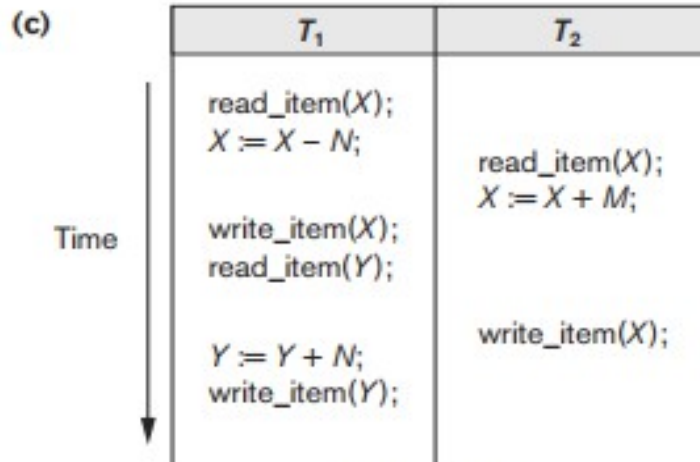 (c)
T1
T2
Time
read_item(X);
X := X – N;
read_item(X);
X := X + M;
write_item(X);
read_item(Y);
write_item(X);
Y := Y + N;
write_item(Y);